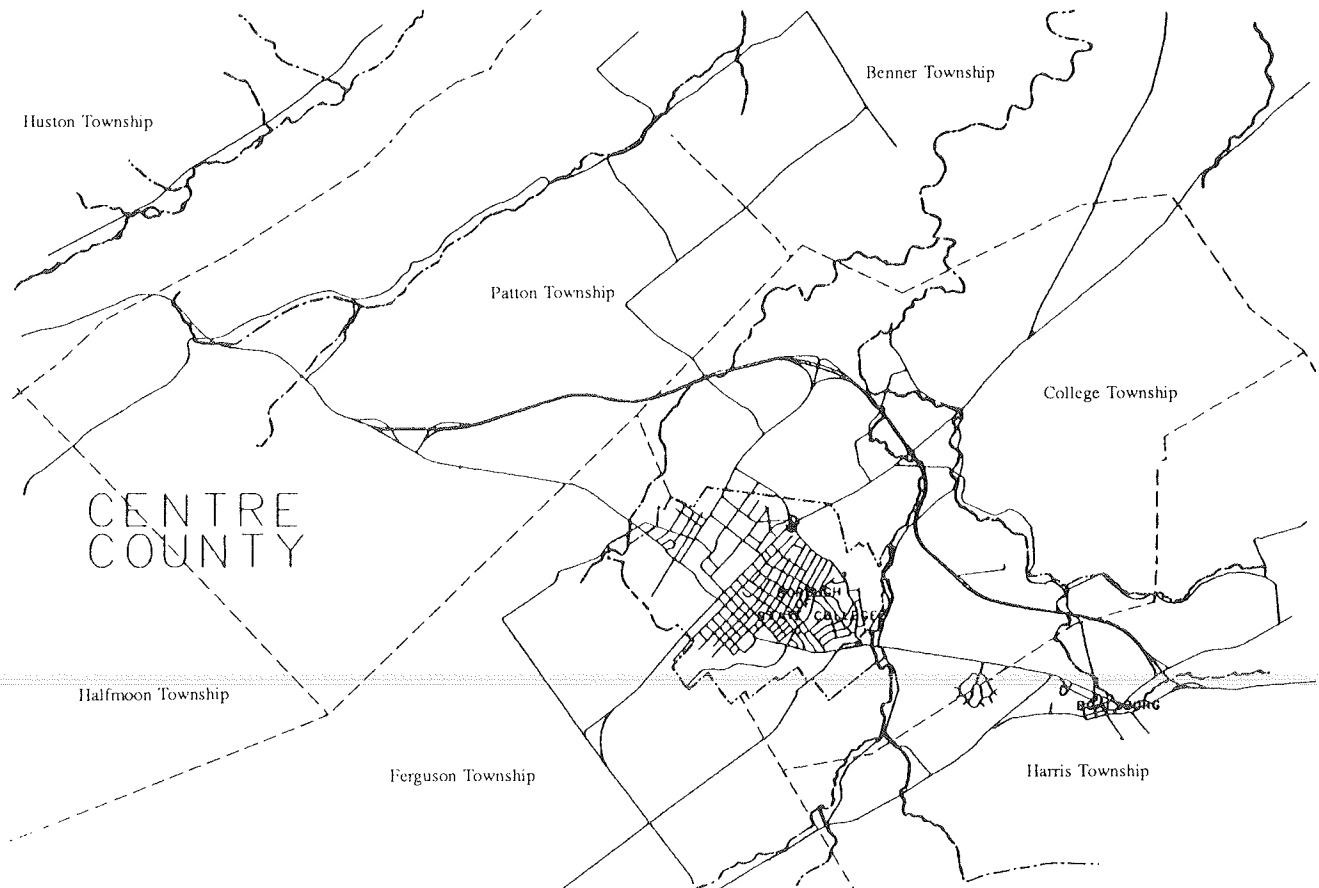 Benner Township
Huston Township
Patton Township
College Township
CENTRE
COUNTY
BOROUGH
STATE COLLEGE
Halfmoon Township
BOALSBURG
Harris Township
Ferguson Township